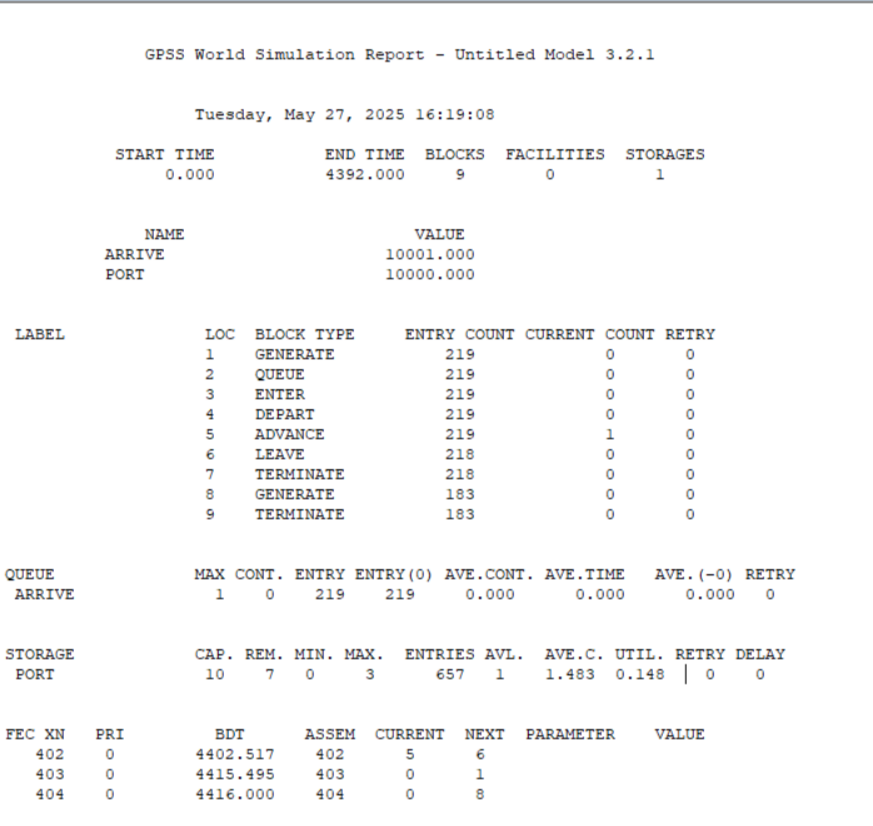 GPSS World Simulation Report - Untitled Model 3.2.1
Tuesday, May 27, 2025 16:19:08
START TIME END TIME BLOCKS FACILITIES STORAGES
0.000 4392.000 9 0 1
NAME VALUE
ARRIVE 10001.000
PORT 10000.000
LABEL LOC BLOCK TYPE ENTRY COUNT CURRENT COUNT RETRY
1 GENERATE 219 0 0
2 QUEUE 219 0 0
3 ENTER 219 0 0
4 DEPART 219 0 0
5 ADVANCE 219 1 0
6 LEAVE 218 0 0
7 TERMINATE 218 0 0
8 GENERATE 183 0 0
9 TERMINATE 183 0 0
QUEUE MAX CONT. ENTRY ENTRY(0) AVE.CONT. AVE.TIME AVE.(-0) RETRY
ARRIVE 1 0 219 219 0.000 0.000 0.000 0
STORAGE CAP. REM. MIN. MAX. ENTRIES AVL. AVE.C. UTIL. RETRY DELAY
PORT 10 7 0 3 657 1 1.483 0.148 0 0
FEC XN PRI BDT ASSEM CURRENT NEXT PARAMETER VALUE
402 0 4402.517 402 5 6
403 0 4415.495 403 0 1
404 0 4416.000 404 0 8